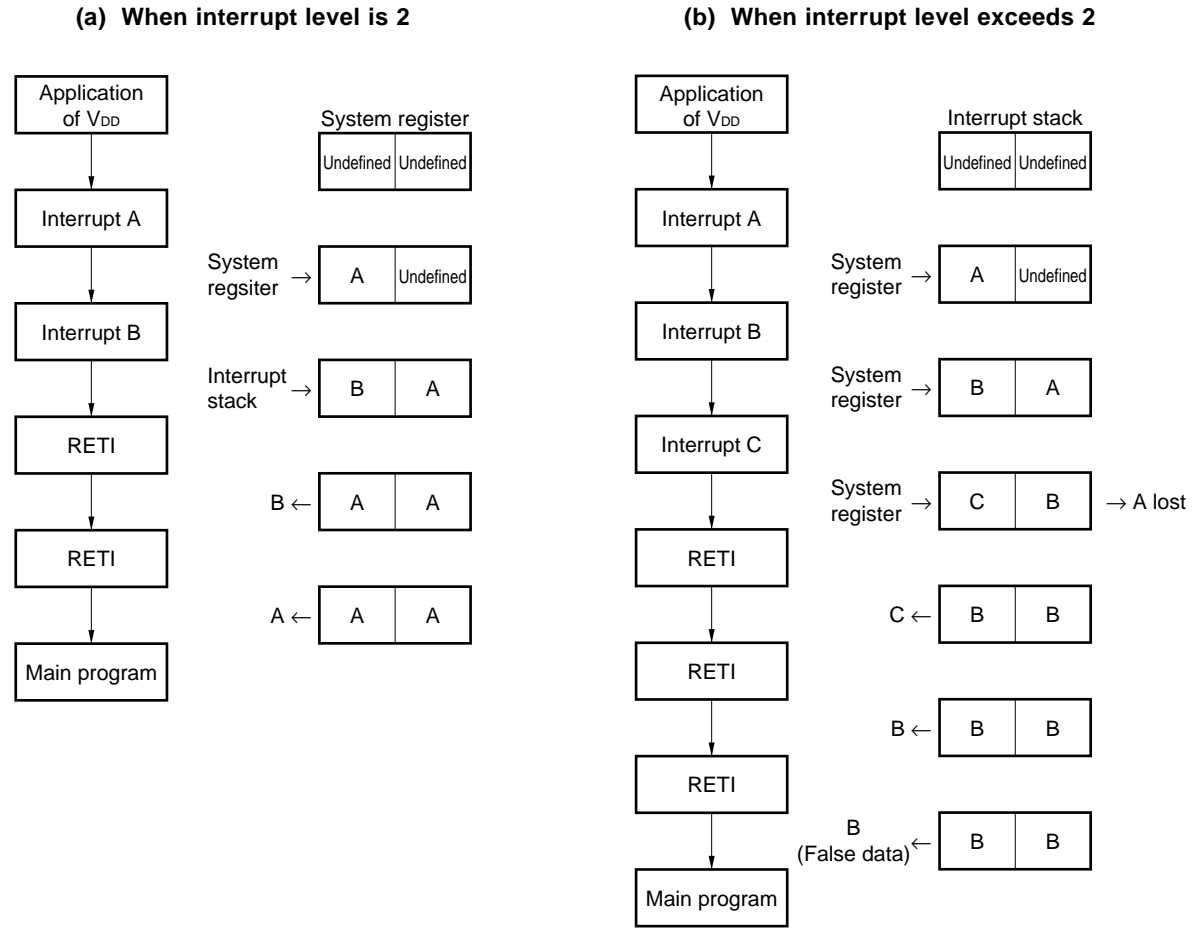 (a) When interrupt level is 2
Application
of VDD
System register
Undefined Undefined
Interrupt A
System
regsiter
→ A Undefined
Interrupt B
Interrupt
stack
→ B A
RETI
B ← A A
RETI
A ← A A
Main program
(b) When interrupt level exceeds 2
Application
of VDD
Interrupt stack
Undefined Undefined
Interrupt A
System
register
→ A Undefined
Interrupt B
System
register
→ B A
Interrupt C
System
register
→ C B → A lost
RETI
C ← B B
RETI
B ← B B
RETI
B
(False data)
← B B
Main program